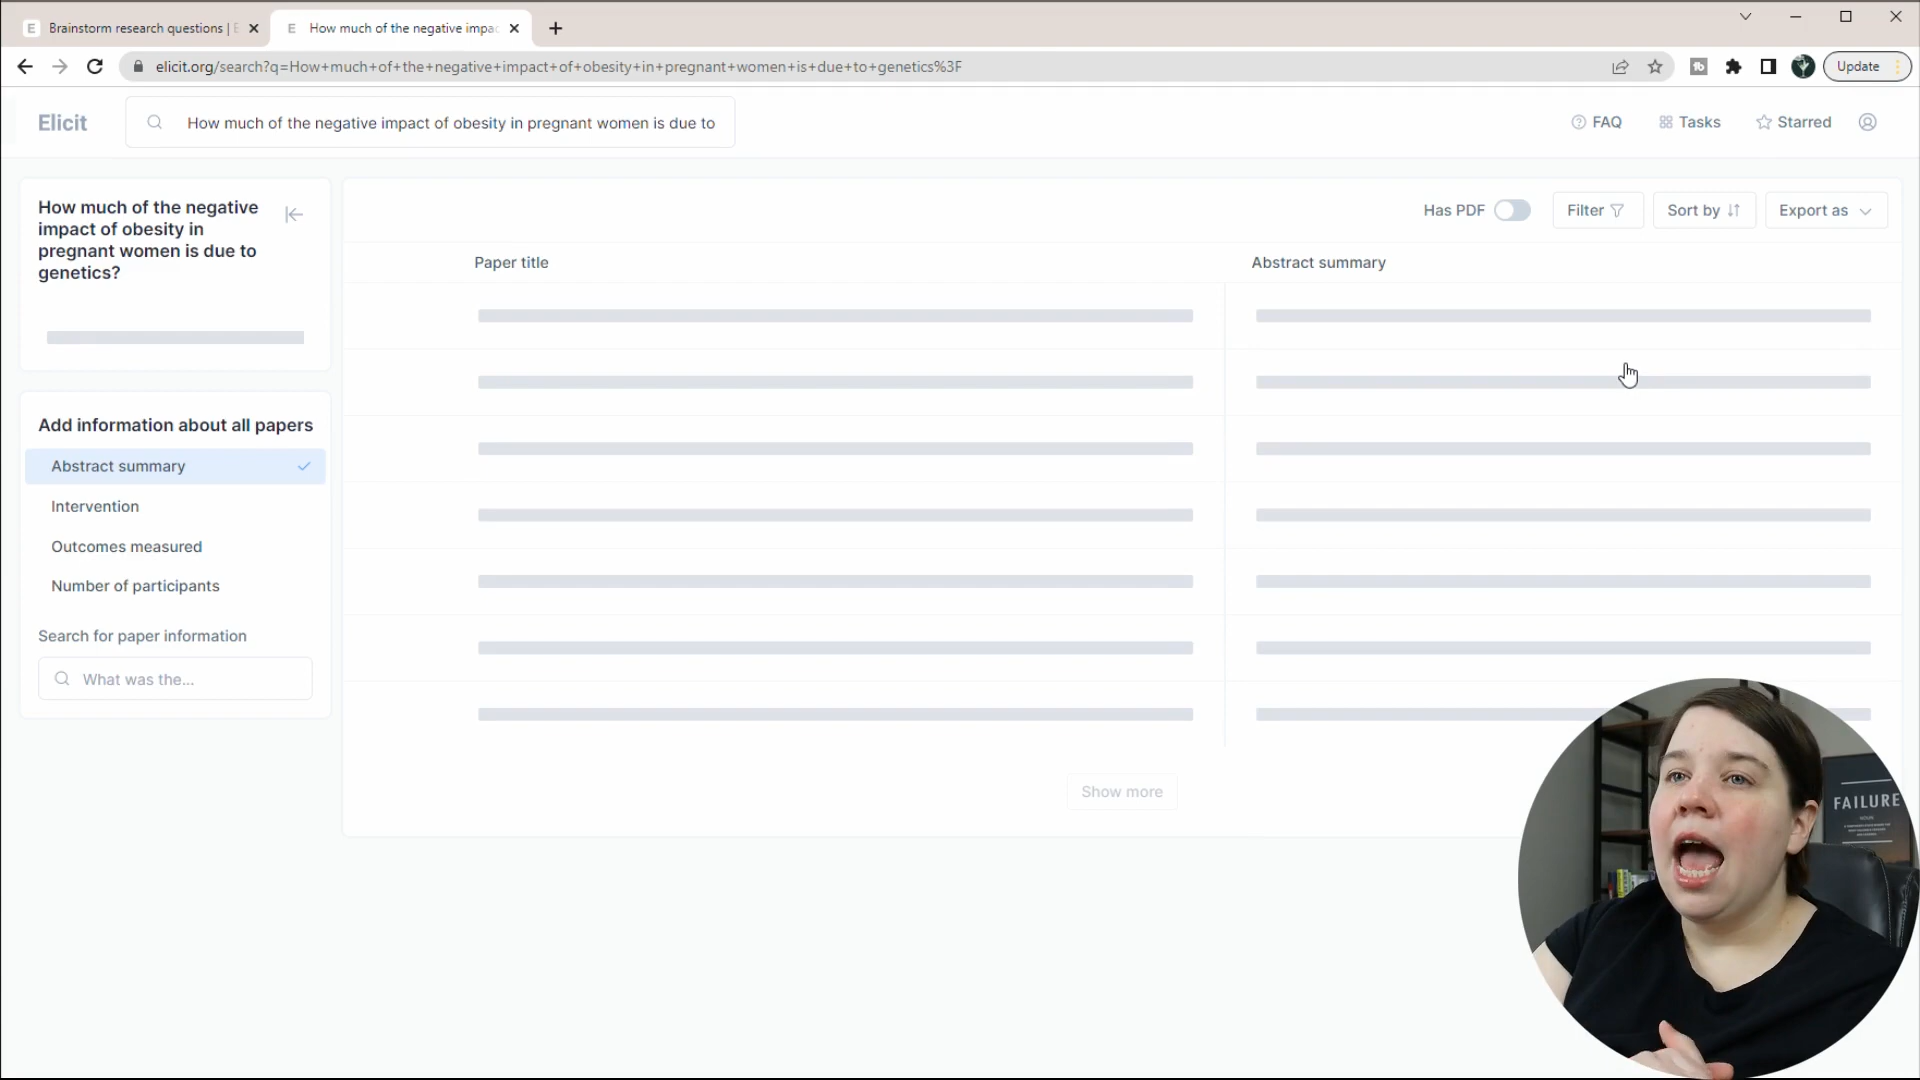 Brainstorm research questions |
How much of the negative impa
elicit.org/search?q=How+much+of+the+negative+impact+of+obesity+in+pregnant+women+is+due+to+genetics%3F
Update
Elicit
How much of the negative impact of obesity in pregnant women is due to
FAQ
Tasks
Starred
How much of the negative
impact of obesity in
pregnant women is due to
genetics?
Has PDF
Filter
Sort by
Export as
Paper title
Abstract summary
Add information about all papers
Abstract summary
Intervention
Outcomes measured
Number of participants
Search for paper information
What was the...
Show more
FAILURE